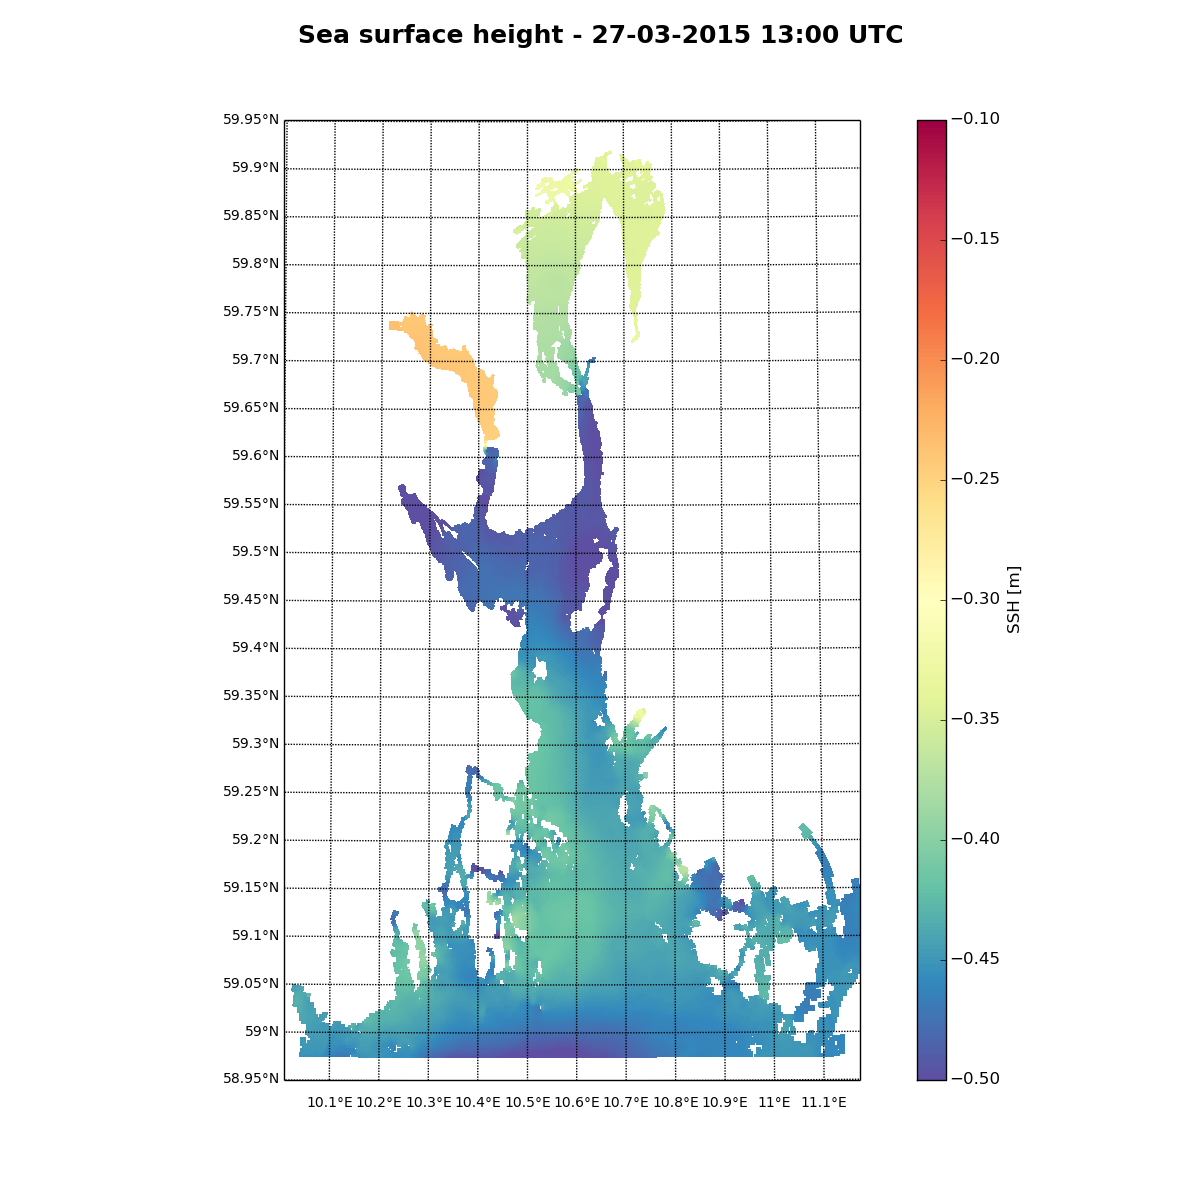 Sea surface height - 27-03-2015 13:00 UTC
59.95°N
59.9°N
59.85°N
59.8°N
59.75°N
59.7°N
59.65°N
59.6°N
59.55°N
59.5°N
59.45°N
59.4°N
59.35°N
59.3°N
59.25°N
59.2°N
59.15°N
59.1°N
59.05°N
59°N
58.95°N
10.1°E 10.2°E 10.3°E 10.4°E 10.5°E 10.6°E 10.7°E 10.8°E 10.9°E 11°E 11.1°E
−0.10
−0.15
−0.20
−0.25
−0.30
−0.35
−0.40
−0.45
−0.50
SSH [m]